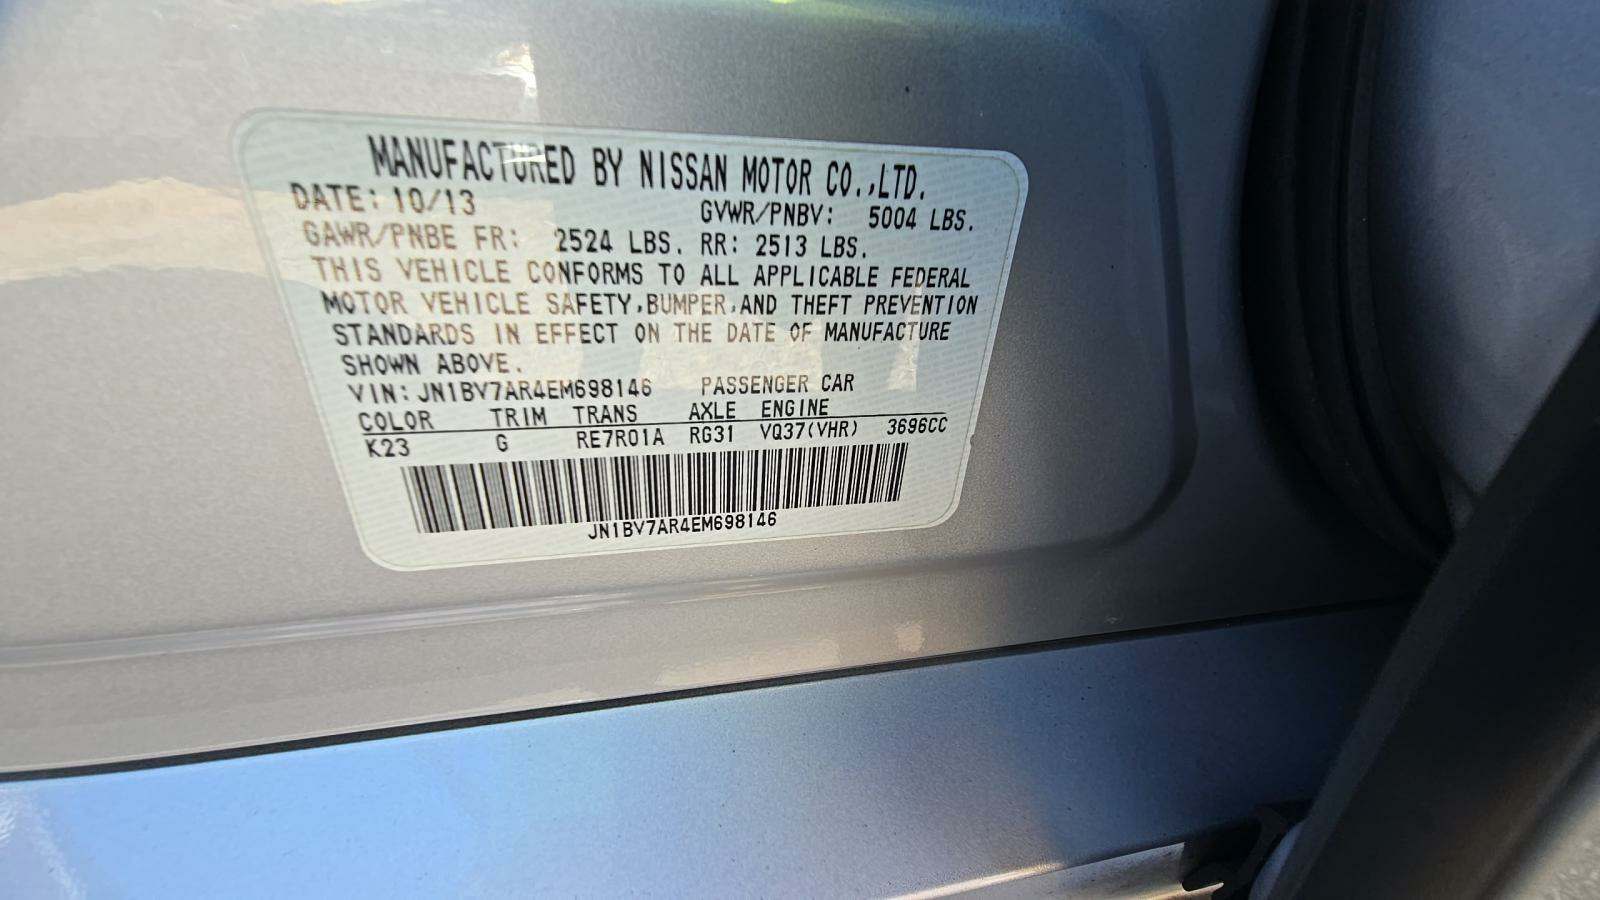 MANUFACTURED BY NISSAN MOTOR CO.,LTD.
DATE: 10/13 GVWR/PNBV: 5004 LBS.
GAWR/PNBE FR: 2524 LBS. RR: 2513 LBS.
THIS VEHICLE CONFORMS TO ALL APPLICABLE FEDERAL
MOTOR VEHICLE SAFETY,BUMPER,AND THEFT PREVENTION
STANDARDS IN EFFECT ON THE DATE OF MANUFACTURE
SHOWN ABOVE.
VIN: JN1BV7AR4EM698146 PASSENGER CAR
COLOR TRIM TRANS AXLE ENGINE
K23 G RE7R01A RG31 VQ37(VHR) 3696CC
JN1BV7AR4EM698146